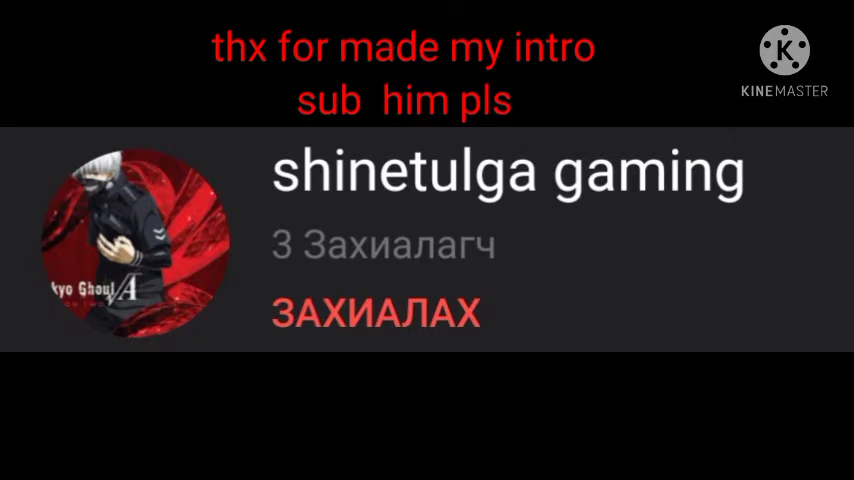 thx for made my intro
sub him pls
KINEMASTER
shinetulga gaming
3 Захиалагч
ЗАХИАЛАХ
kyo Ghoul √A